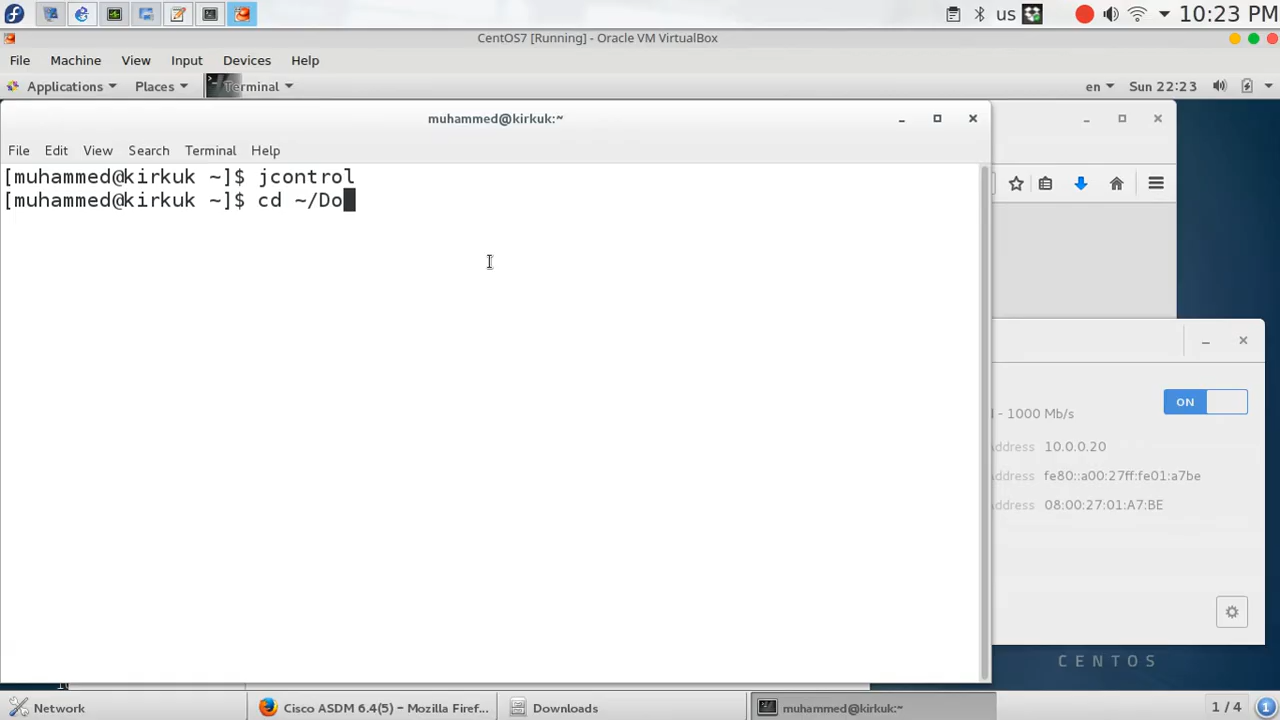 us
10:23 PM
CentOS7 [Running] - Oracle VM VirtualBox
File Machine View Input Devices Help
Applications Places Terminal en Sun 22:23
muhammed@kirkuk:~
File Edit View Search Terminal Help
[muhammed@kirkuk ~]$ jcontrol
[muhammed@kirkuk ~]$ cd ~/Do
ON
- 1000 Mb/s
10.0.0.20
fe80::a00:27ff:fe01:a7be
08:00:27:01:A7:BE
CENTOS
Network Cisco ASDM 6.4(5) – Mozilla Firef... Downloads muhammed@kirkuk:~ 1 / 4 1